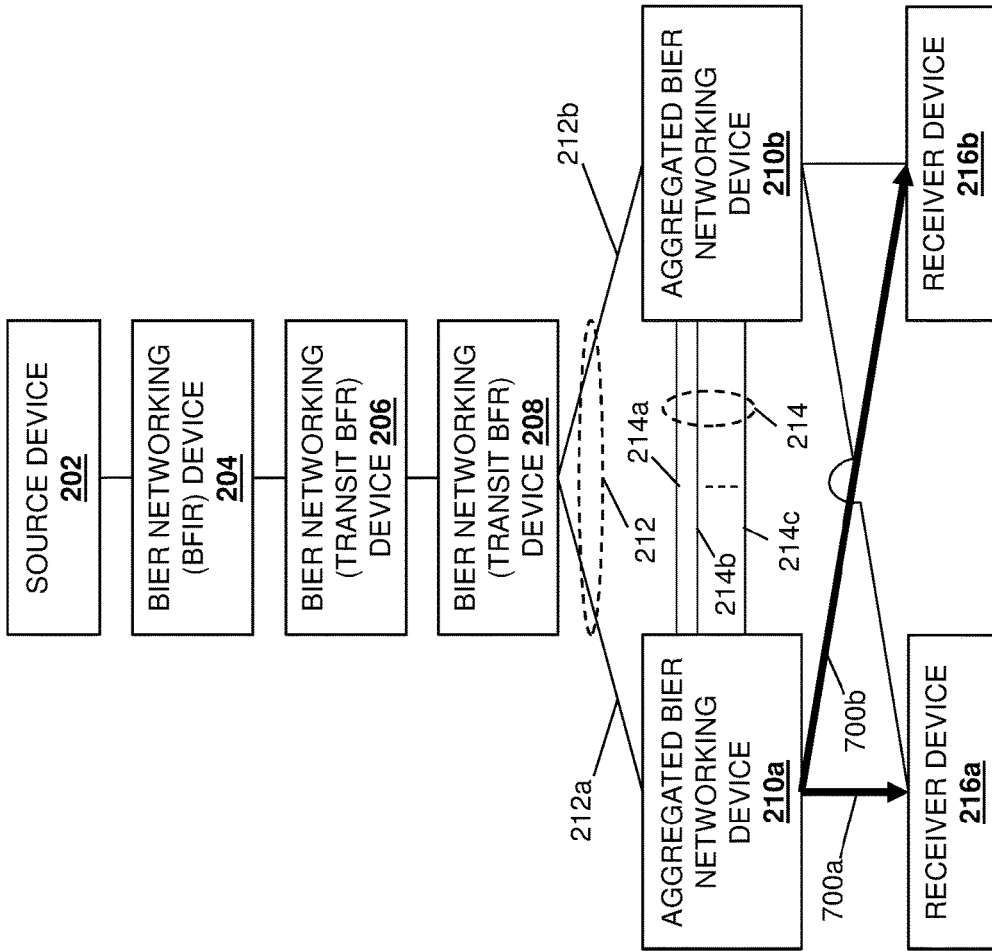 SOURCE DEVICE
202
BIER NETWORKING
(BFIR) DEVICE
204
BIER NETWORKING
(TRANSIT BFR)
DEVICE 206
BIER NETWORKING
(TRANSIT BFR)
DEVICE 208
212a
212
212b
AGGREGATED BIER
NETWORKING
DEVICE
210a
214a
214b
214
214c
AGGREGATED BIER
NETWORKING
DEVICE
210b
700a
700b
RECEIVER DEVICE
216a
RECEIVER DEVICE
216b